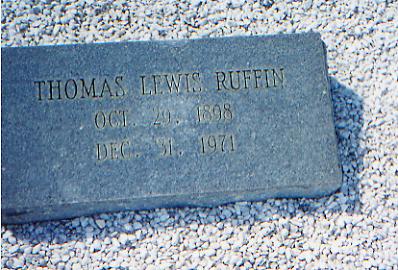 THOMAS LEWIS RUFFIN
OCT. 29, 1898
DEC. 31, 1971